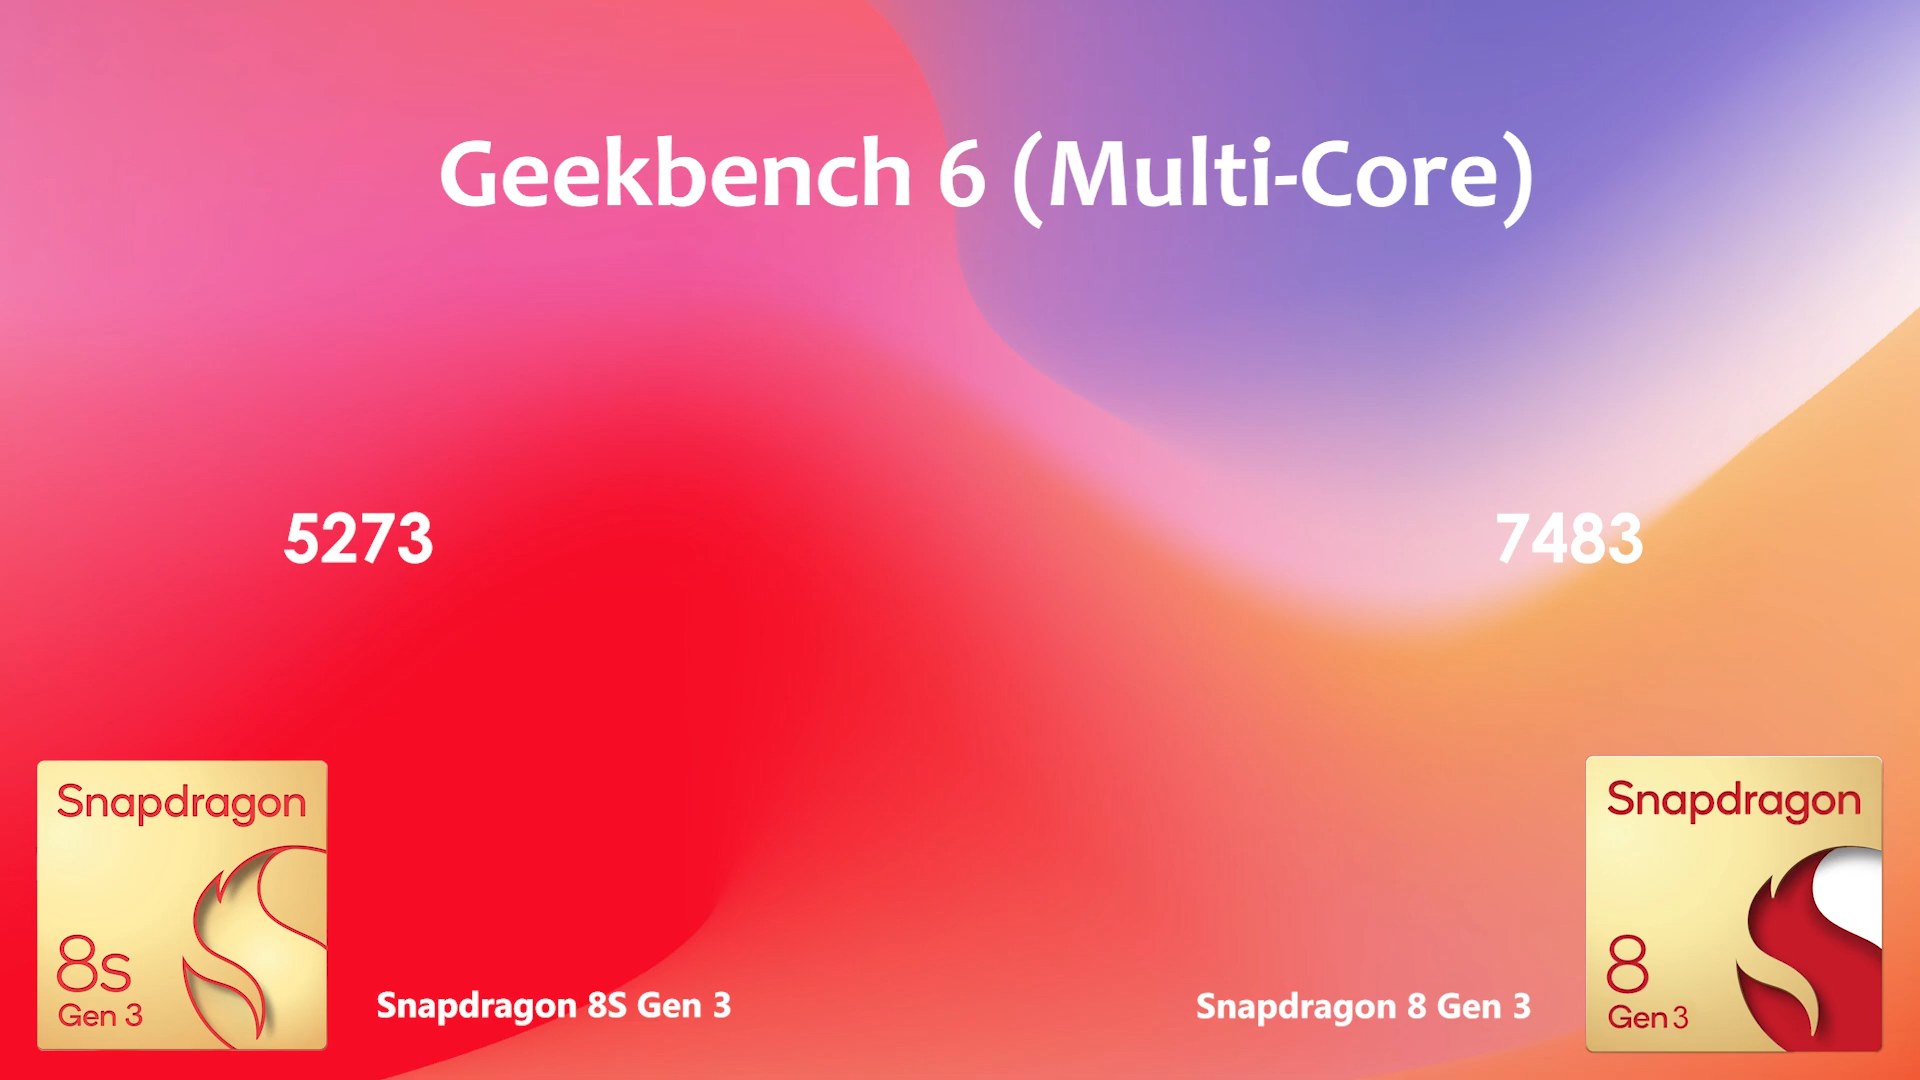 Geekbench 6 (Multi-Core)
5273
7483
Snapdragon
8s
Gen 3
Snapdragon 8S Gen 3
Snapdragon 8 Gen 3
Snapdragon
8
Gen 3